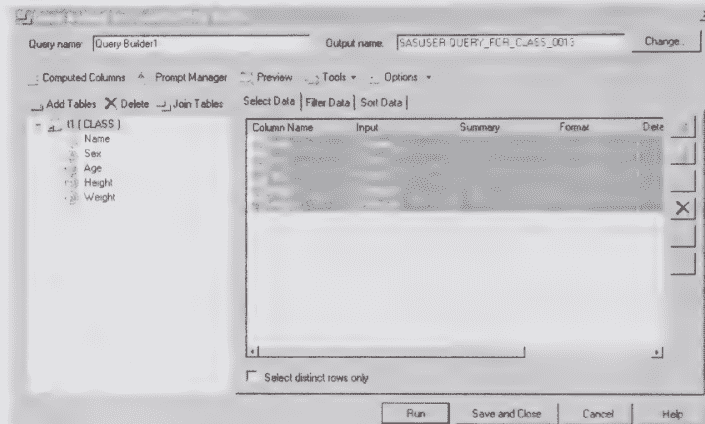 Query name: Query Builder1 Output name: SASUSER.QUERY_FOR_CLASS_0013 Change...
Computed Columns Prompt Manager Preview Tools Options
Add Tables Delete Join Tables Select Data Filter Data Sort Data
Column Name Input Summary Format Dete
t1 (CLASS)
Name
Sex
Age
Height
Weight
Select distinct rows only
Run Save and Close Cancel Help